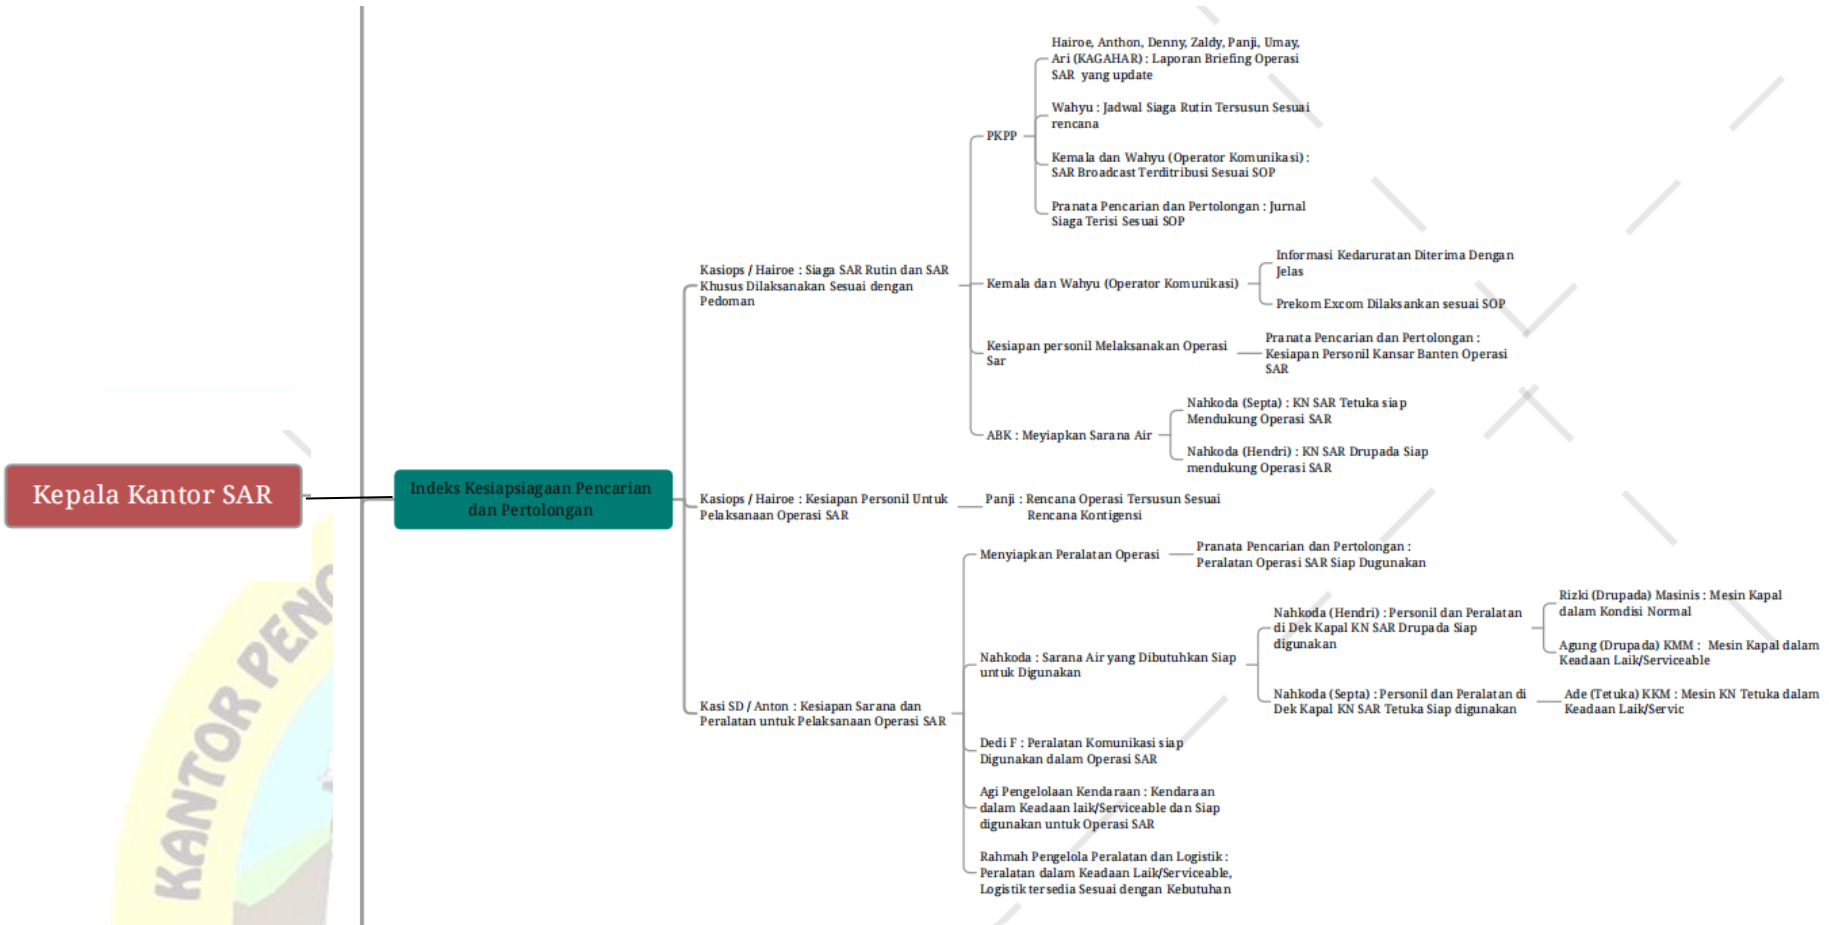 Kepala Kantor SAR
KANTOR PENC
Indeks Kesiapsiagaan Pencarian
dan Pertolongan
Kasiops / Hairoe : Siaga SAR Rutin dan SAR
Khusus Dilaksanakan Sesuai dengan
Pedoman
PKPP
Hairoe, Anthon, Denny, Zaldy, Panji, Umay,
Ari (KAGAHAR) : Laporan Briefing Operasi
SAR yang update
Wahyu : Jadwal Siaga Rutin Tersusun Sesuai
rencana
Kemala dan Wahyu (Operator Komunikasi) :
SAR Broadcast Terditribusi Sesuai SOP
Pranata Pencarian dan Pertolongan : Jurnal
Siaga Terisi Sesuai SOP
Kemala dan Wahyu (Operator Komunikasi)
Informasi Kedaruratan Diterima Dengan
Jelas
Prekom Excom Dilaksankan sesuai SOP
Kesiapan personil Melaksanakan Operasi
Sar
Pranata Pencarian dan Pertolongan :
Kesiapan Personil Kansar Banten Operasi
SAR
ABK : Meyiapkan Sarana Air
Nahkoda (Septa) : KN SAR Tetuka siap
Mendukung Operasi SAR
Nahkoda (Hendri) : KN SAR Drupada Siap
mendukung Operasi SAR
Kasiops / Hairoe : Kesiapan Personil Untuk
Pelaksanaan Operasi SAR
Panji : Rencana Operasi Tersusun Sesuai
Rencana Kontigensi
Kasi SD / Anton : Kesiapan Sarana dan
Peralatan untuk Pelaksanaan Operasi SAR
Menyiapkan Peralatan Operasi
Pranata Pencarian dan Pertolongan :
Peralatan Operasi SAR Siap Dugunakan
Nahkoda : Sarana Air yang Dibutuhkan Siap
untuk Digunakan
Nahkoda (Hendri) : Personil dan Peralatan
di Dek Kapal KN SAR Drupada Siap
digunakan
Rizki (Drupada) Masinis : Mesin Kapal
dalam Kondisi Normal
Agung (Drupada) KMM : Mesin Kapal dalam
Keadaan Laik/Serviceable
Nahkoda (Septa) : Personil dan Peralatan di
Dek Kapal KN SAR Tetuka Siap digunakan
Ade (Tetuka) KKM : Mesin KN Tetuka dalam
Keadaan Laik/Servic
Dedi F : Peralatan Komunikasi siap
Digunakan dalam Operasi SAR
Agi Pengelolaan Kendaraan : Kendaraan
dalam Keadaan laik/Serviceable dan Siap
digunakan untuk Operasi SAR
Rahmah Pengelola Peralatan dan Logistik :
Peralatan dalam Keadaan Laik/Serviceable,
Logistik tersedia Sesuai dengan Kebutuhan